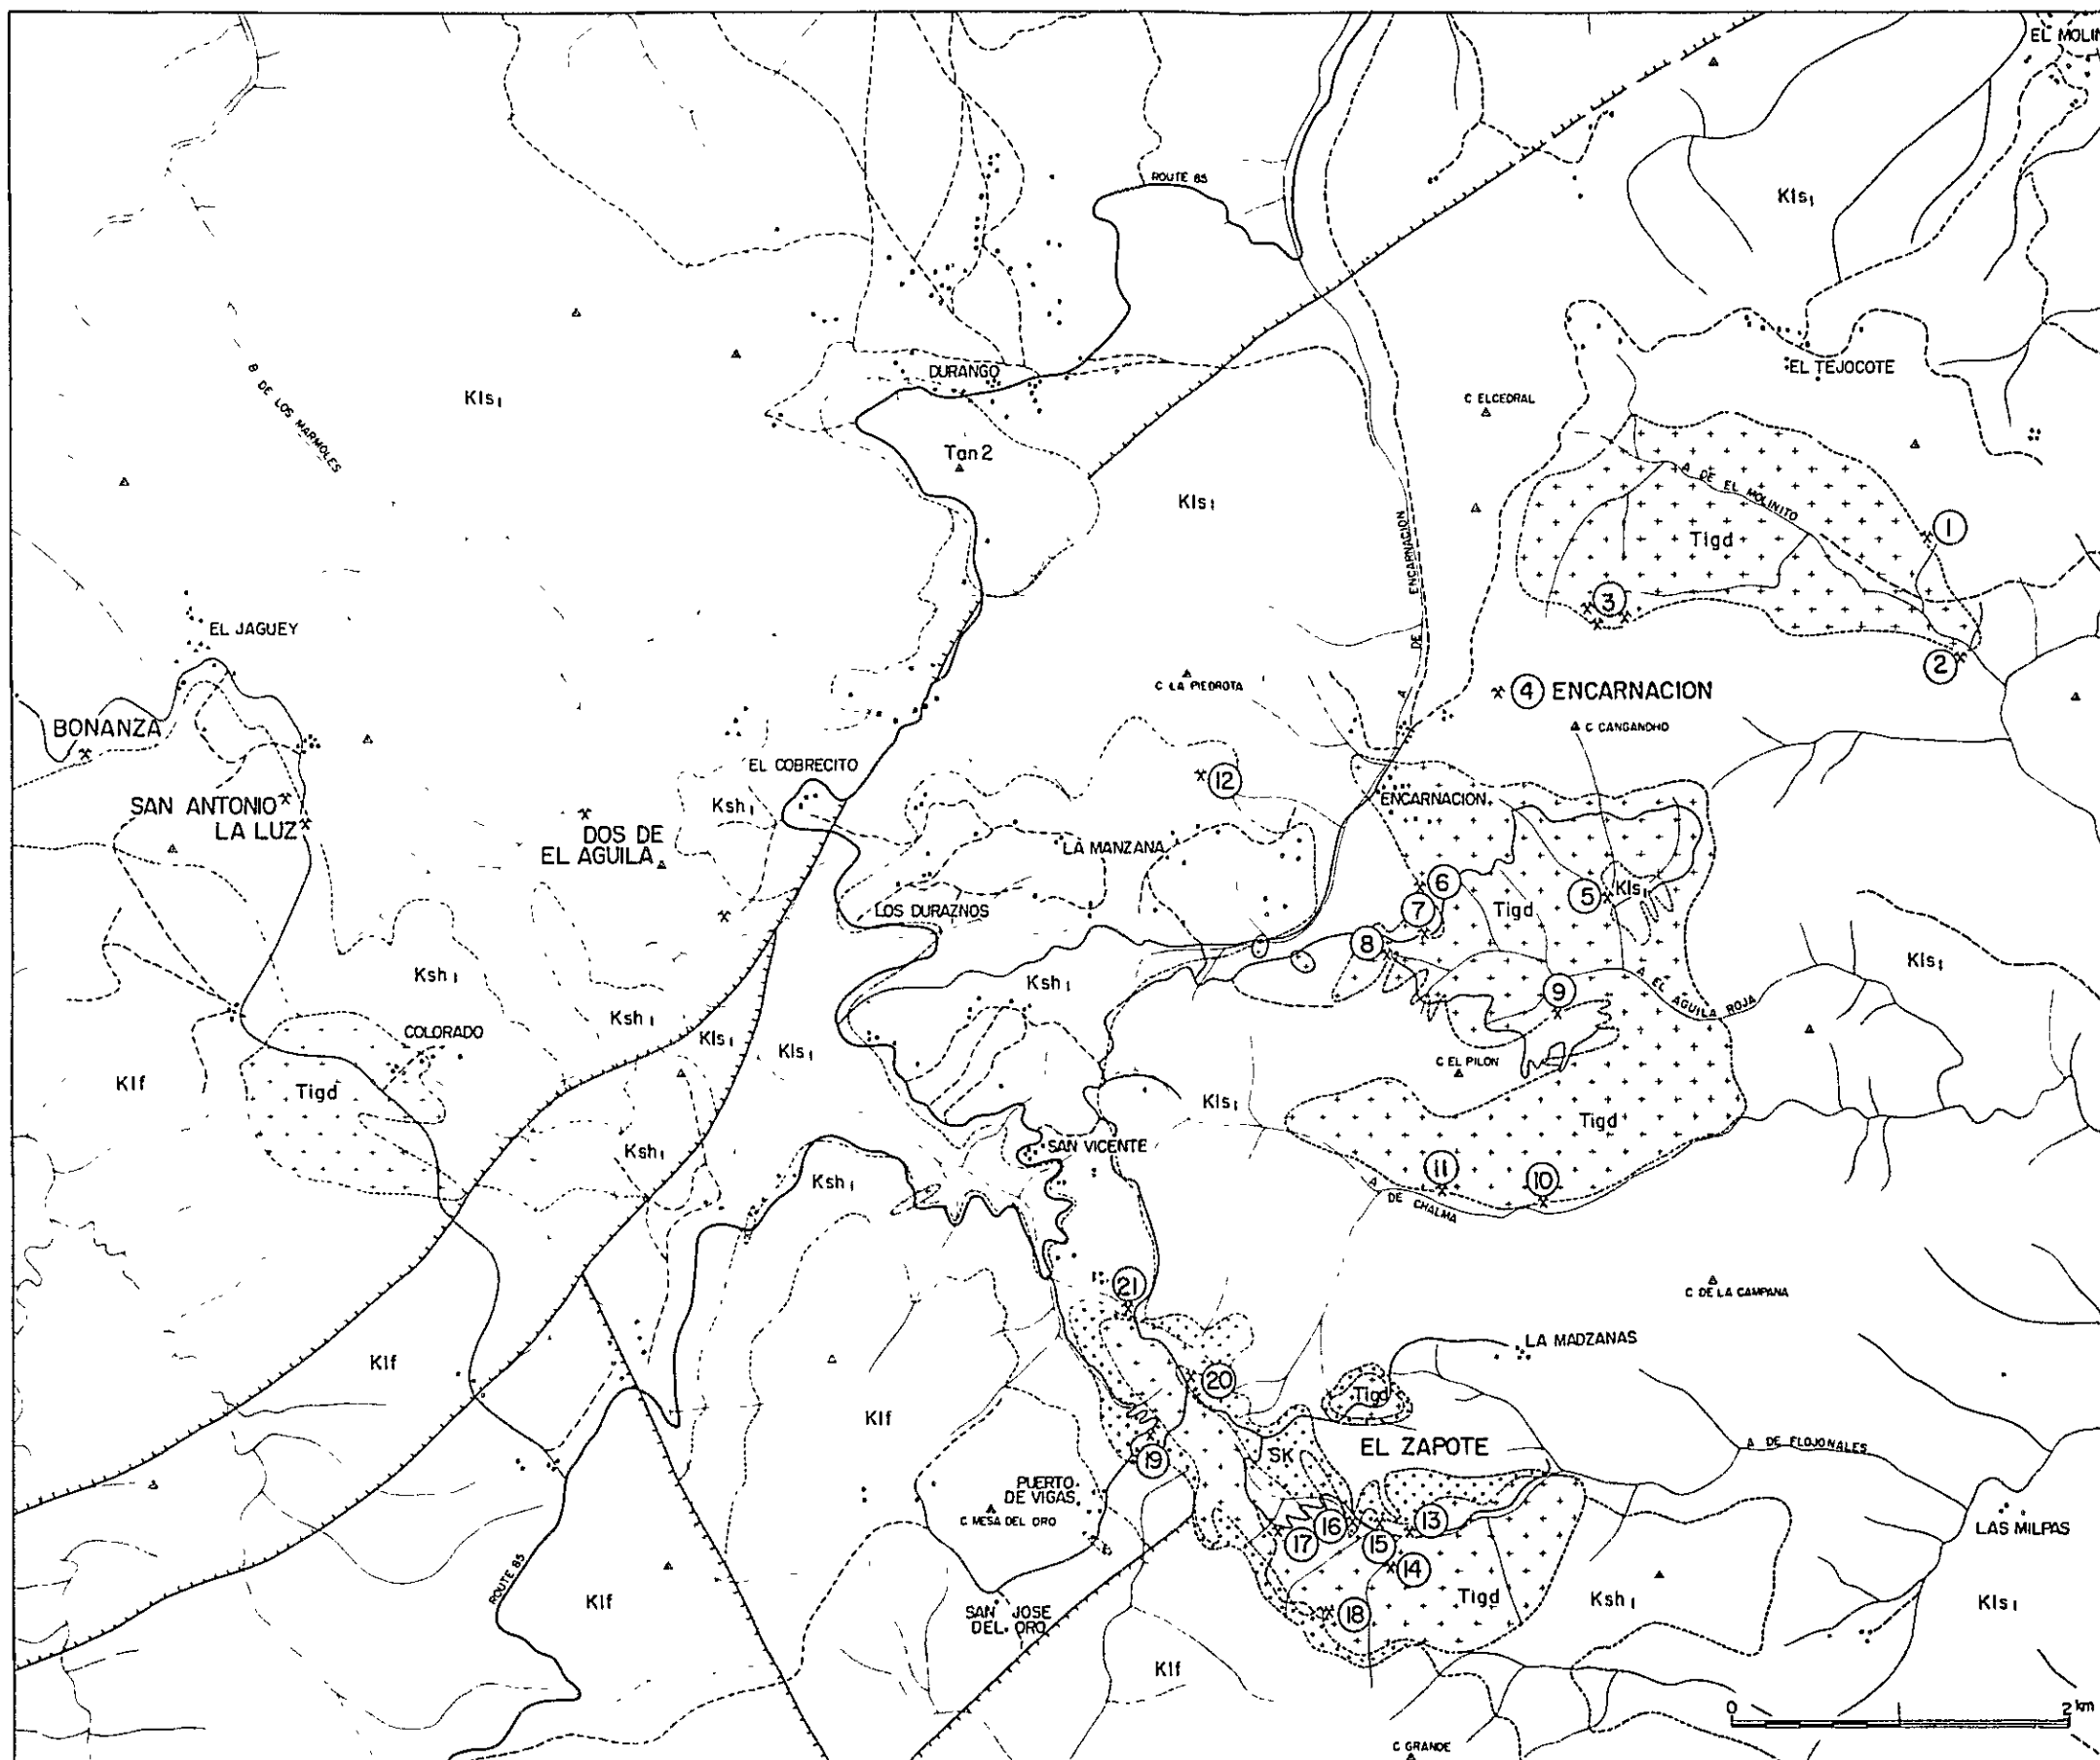 EL MOLIN
ROUTE 85
Kls1
B DE LOS MARMOLES
Kls1
DURANGO
EL TEJOCOTE
C ELCEDRAL
Tan2
Kls1
A DE EL MOLINITO
Tigd
1
3
2
A DE ENCARNACION
EL JAGUEY
4 ENCARNACION
C LA PIEDROTA
C CANGANDHO
BONANZA
EL COBRECITO
12
SAN ANTONIO
LA LUZ
Ksh1
ENCARNACION
DOS DE
EL AGUILA
LA MANZANA
6
5
Kls1
7
Tigd
LOS DURAZNOS
8
Ksh1
Ksh1
Kls1
9
A EL AGUILA ROJA
Ksh1
COLORADO
Kls1
Kls1
C EL PILON
Klf
Tigd
Kls1
Tigd
Ksh1
SAN VICENTE
11
10
Ksh1
A DE CHALMA
21
C DE LA CAMPANA
LA MADZANAS
Klf
20
Tigd
Klf
SK
EL ZAPOTE
A DE FLOJONALES
19
PUERTO
DE VIGAS
C MESA DEL ORO
17
16
15
13
14
LAS MILPAS
ROUTE 85
Klf
SAN JOSE
DEL ORO
18
Tigd
Ksh1
Kls1
Klf
0
2 km
C GRANDE